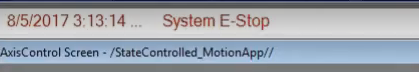 8/5/2017 3:13:14 ... System E-Stop
AxisControl Screen - /StateControlled_MotionApp//